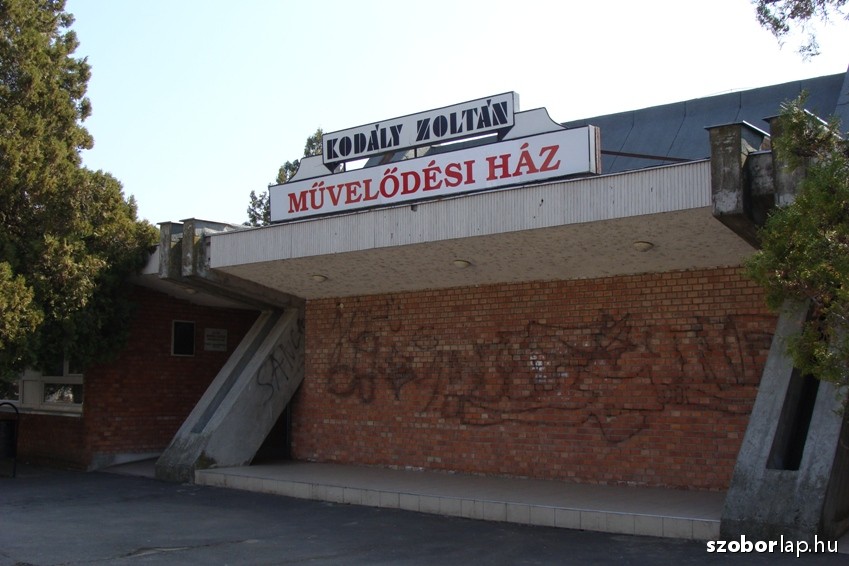 KODÁLY ZOLTÁN
MŰVELŐDÉSI HÁZ
szoborlap.hu